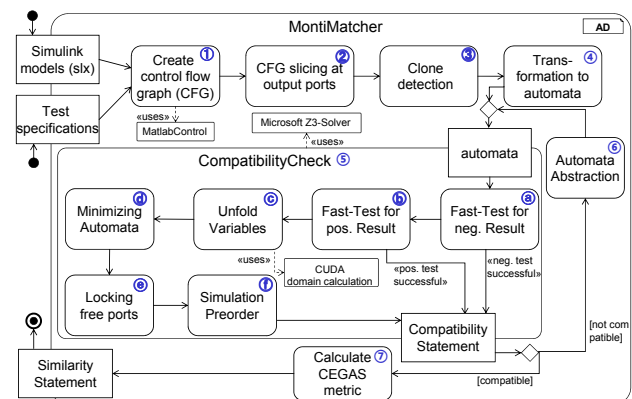 MontiMatcher
AD
Simulink
models (slx)
Test
specifications
Create ①
control flow
graph (CFG)
②
CFG slicing at
output ports
③
Clone
detection
Trans- ④
formation to
automata
«uses»
MatlabControl
Microsoft Z3-Solver
«uses»
automata
⑥
Automata
Abstraction
CompatibilityCheck ⑤
ⓓ
Minimizing
Automata
ⓒ
Unfold
Variables
ⓑ
Fast-Test for
pos. Result
ⓐ
Fast-Test for
neg. Result
«uses»
CUDA
domain calculation
«pos. test
successful»
«neg. test
successful»
ⓔ
Locking
free ports
ⓕ
Simulation
Preorder
Compatibility
Statement
[not com
patible]
[compatible]
Similarity
Statement
Calculate ⑦
CEGAS
metric